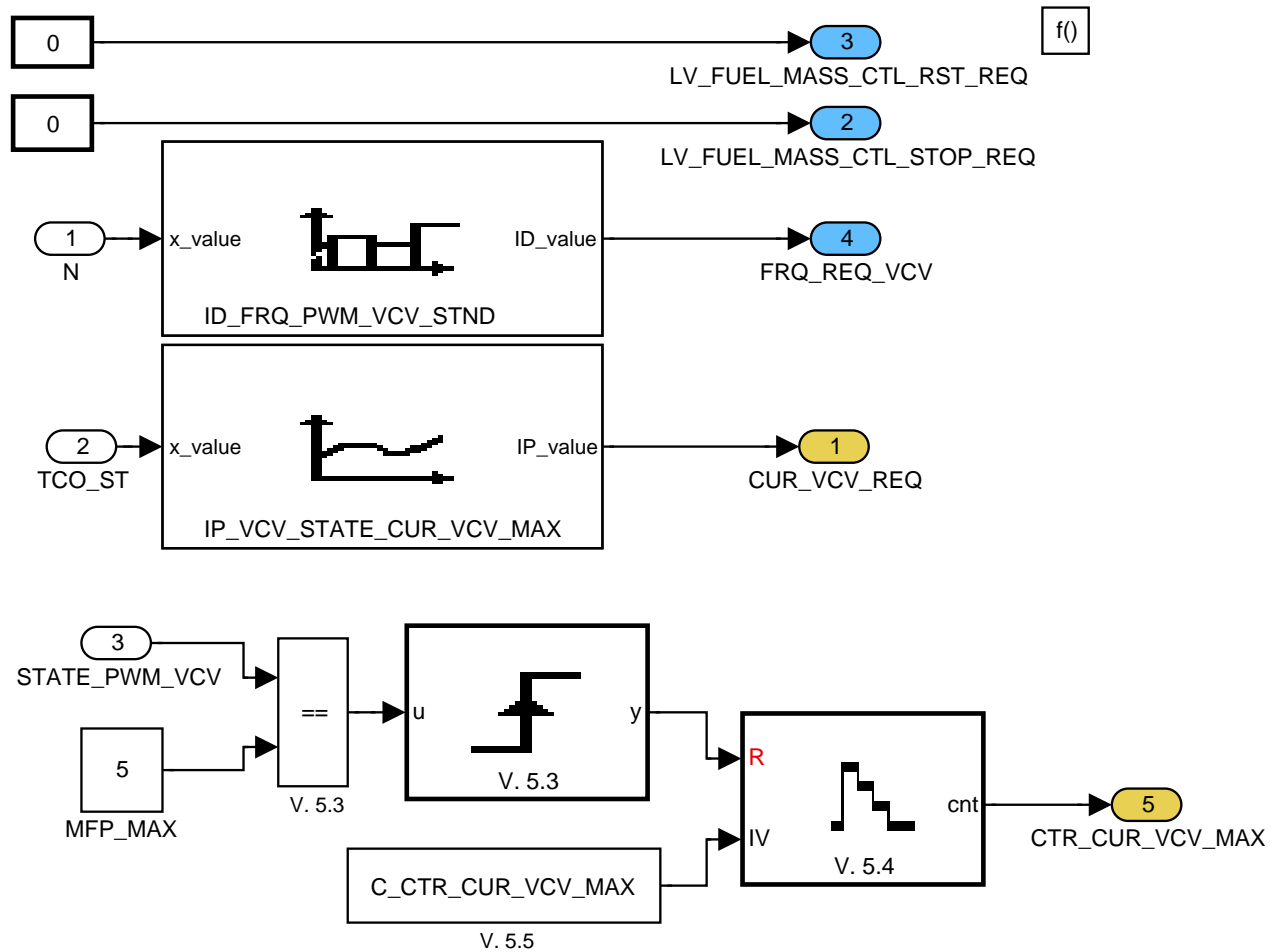 0
3
f()
LV_FUEL_MASS_CTL_RST_REQ
0
2
LV_FUEL_MASS_CTL_STOP_REQ
1
N
x_value
ID_value
ID_FRQ_PWM_VCV_STND
4
FRQ_REQ_VCV
2
TCO_ST
x_value
IP_value
IP_VCV_STATE_CUR_VCV_MAX
1
CUR_VCV_REQ
3
STATE_PWM_VCV
5
MFP_MAX
==
V. 5.3
u
y
V. 5.3
C_CTR_CUR_VCV_MAX
V. 5.5
R
IV
cnt
V. 5.4
5
CTR_CUR_VCV_MAX